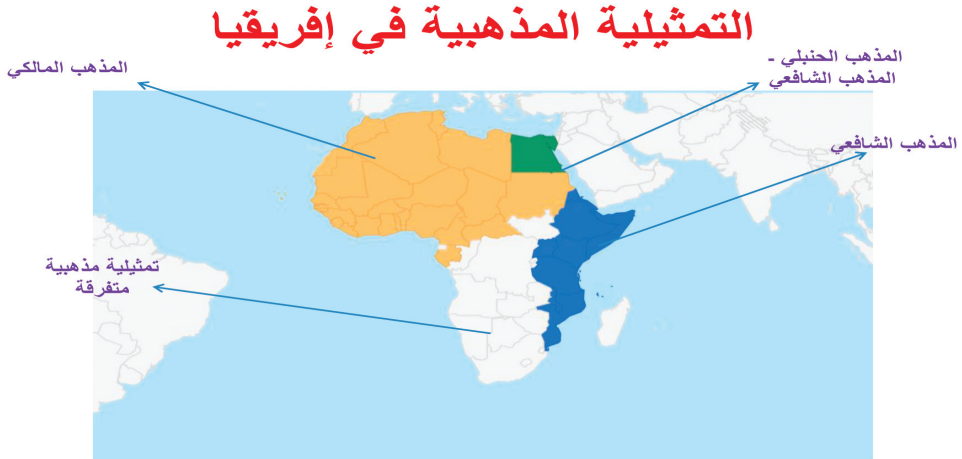 التمثيلية المذهبية في إفريقيا
المذهب الحنبلي -
المذهب الشافعي
المذهب المالكي
المذهب الشافعي
تمثيلية مذهبية
متفرقة